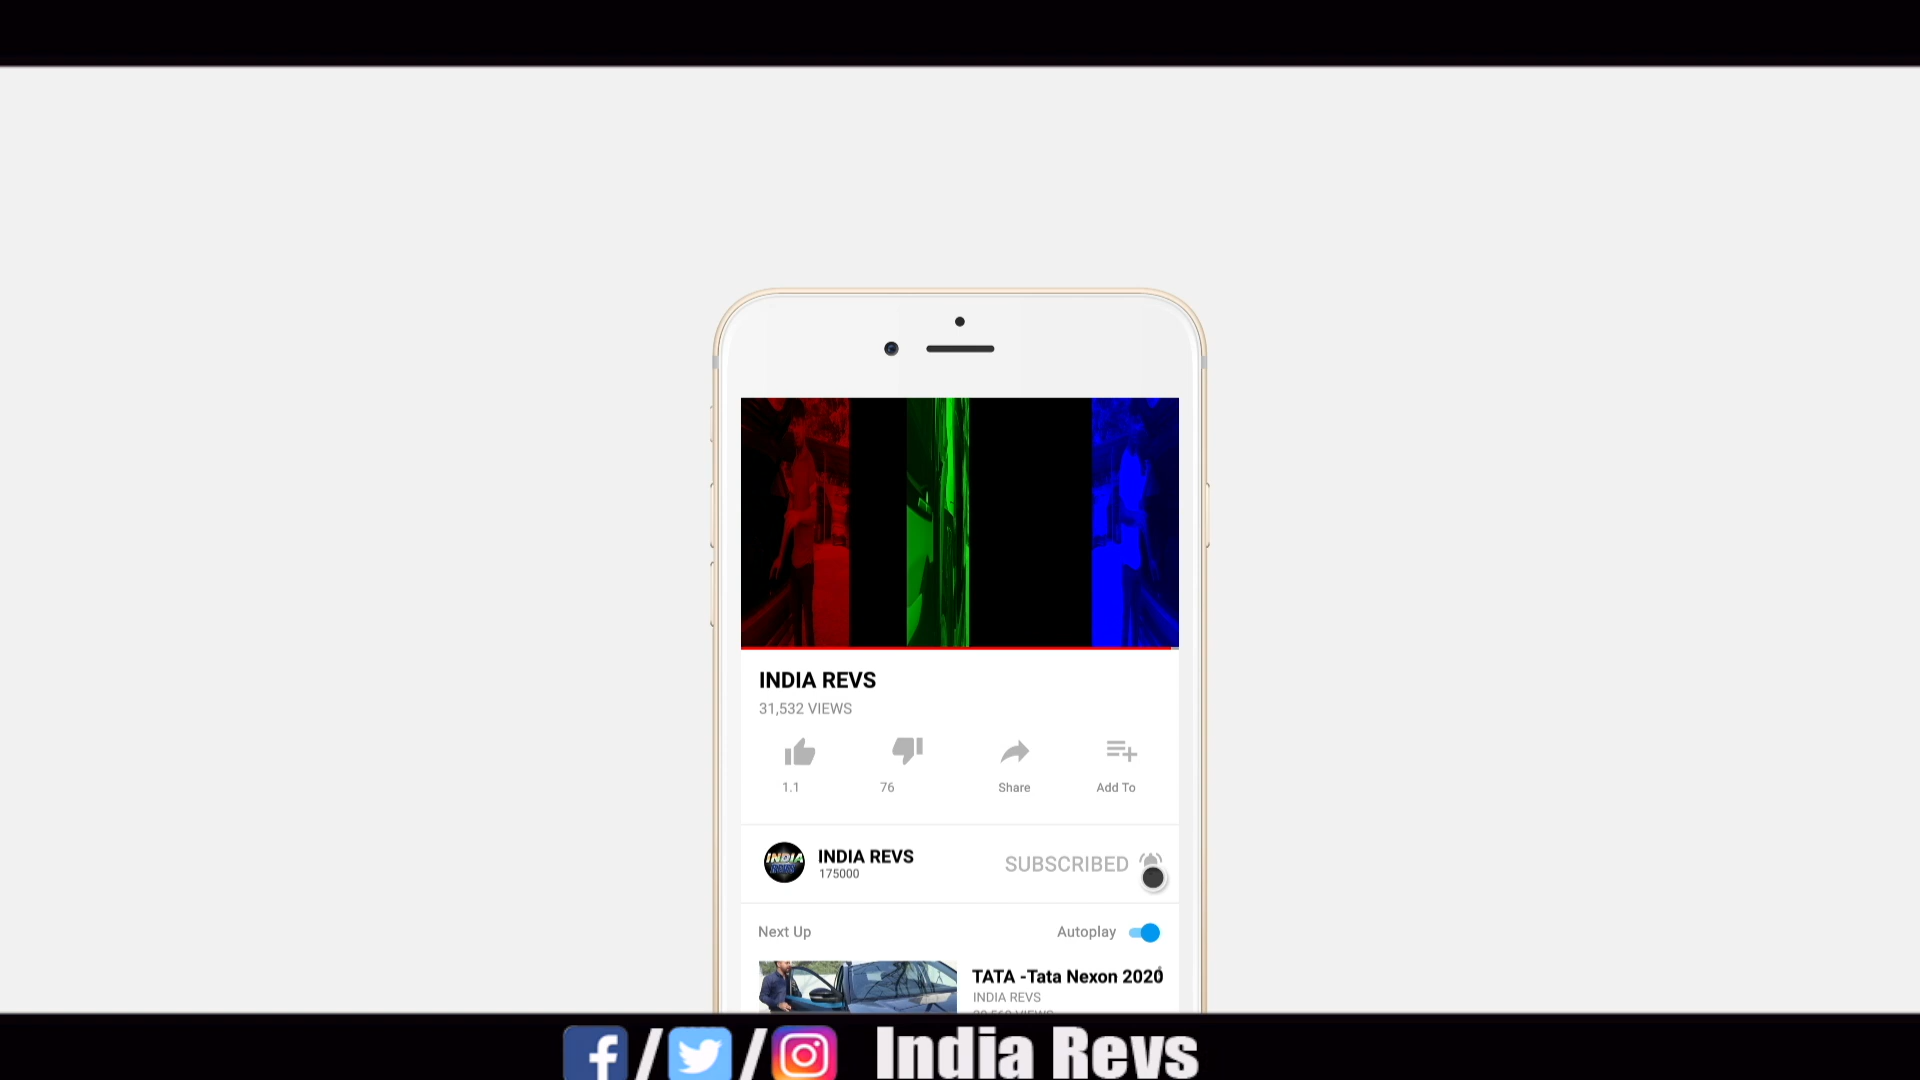 INDIA REVS
31,532 VIEWS
1.1 76 Share Add To
INDIA
INDIA REVS
175000
SUBSCRIBED
Next Up Autoplay
TATA -Tata Nexon 2020
INDIA REVS
f / / India Revs